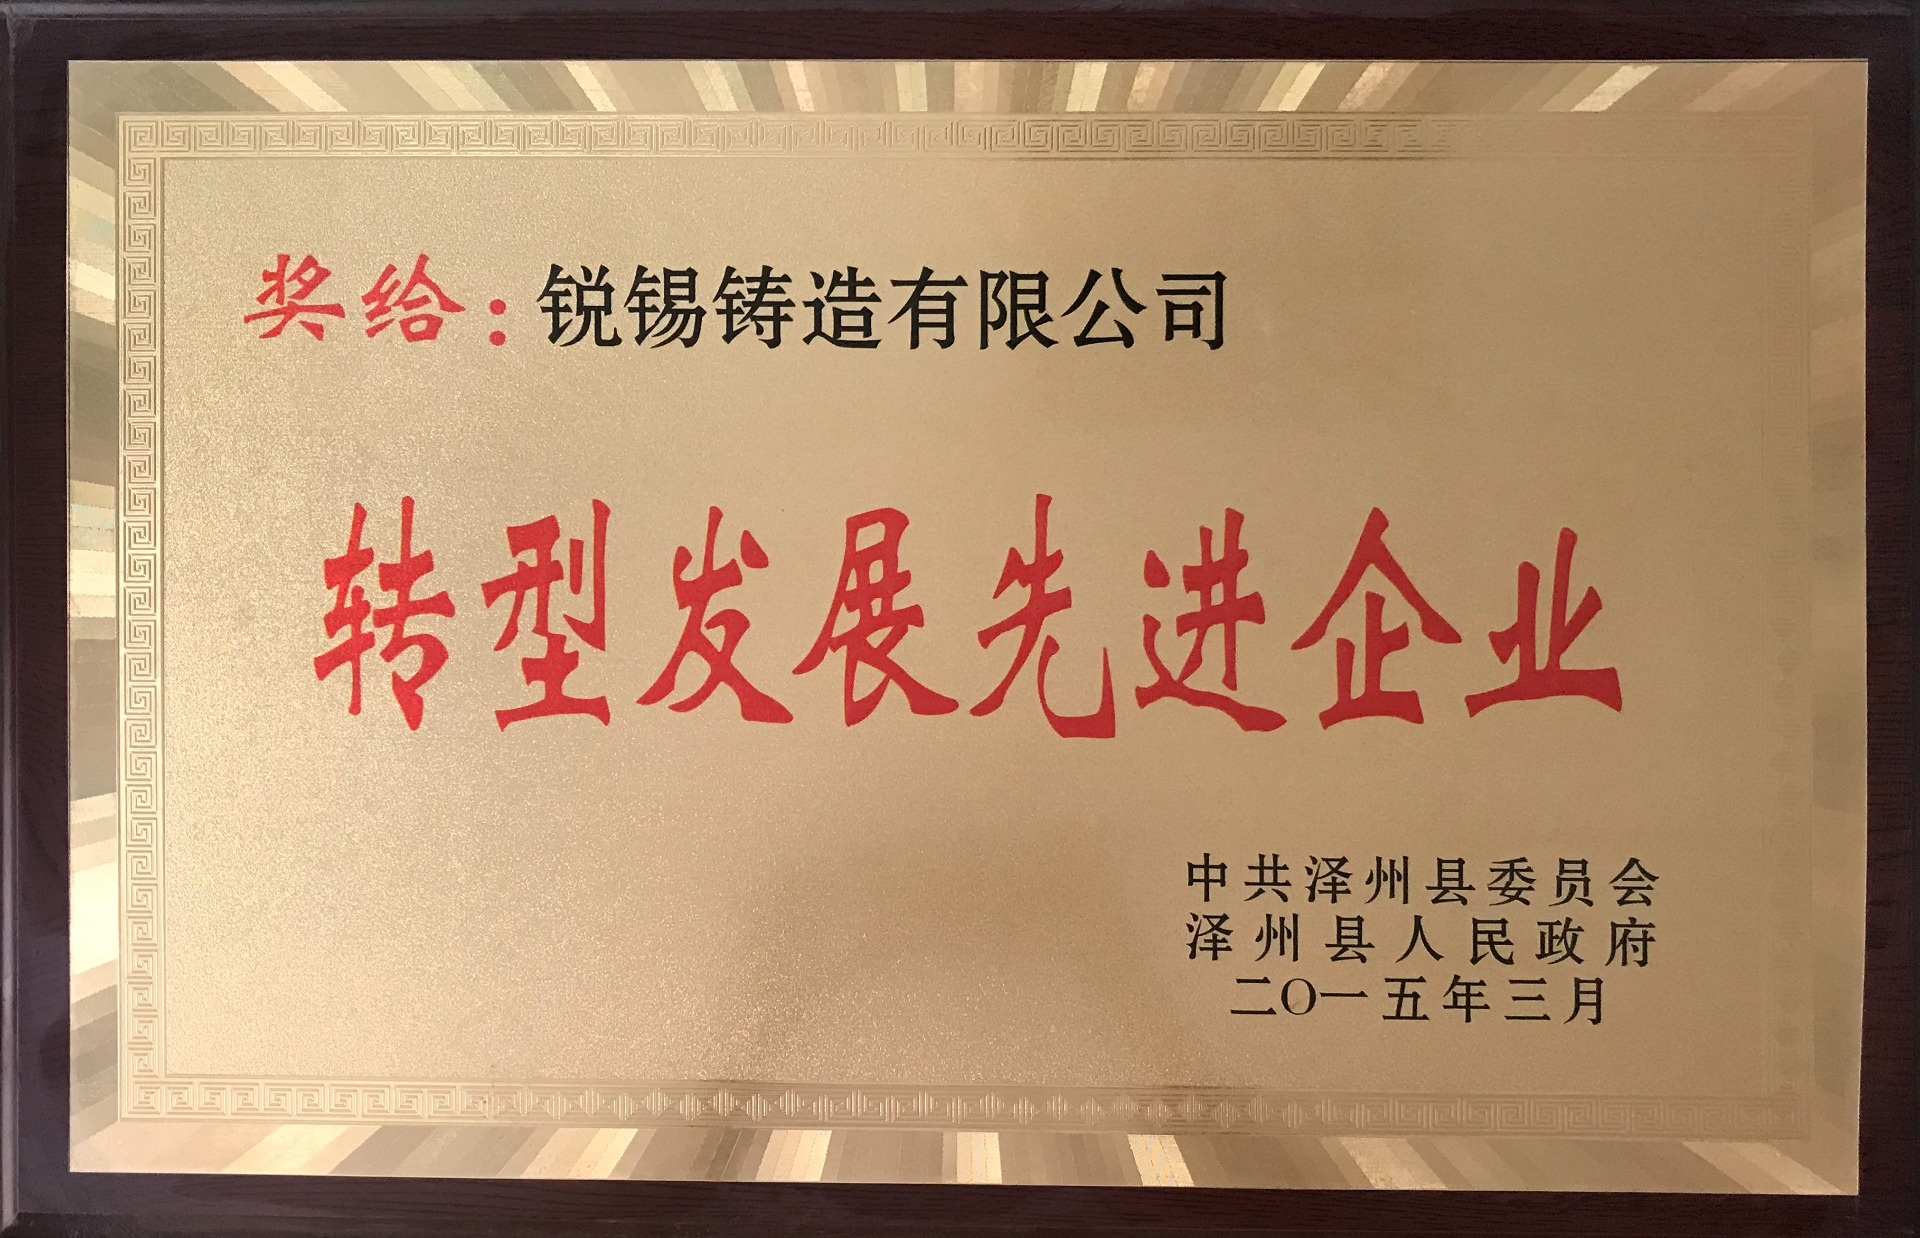 奖给：锐锡铸造有限公司
转型发展先进企业
中共泽州县委员会
泽州县人民政府
二〇一五年三月